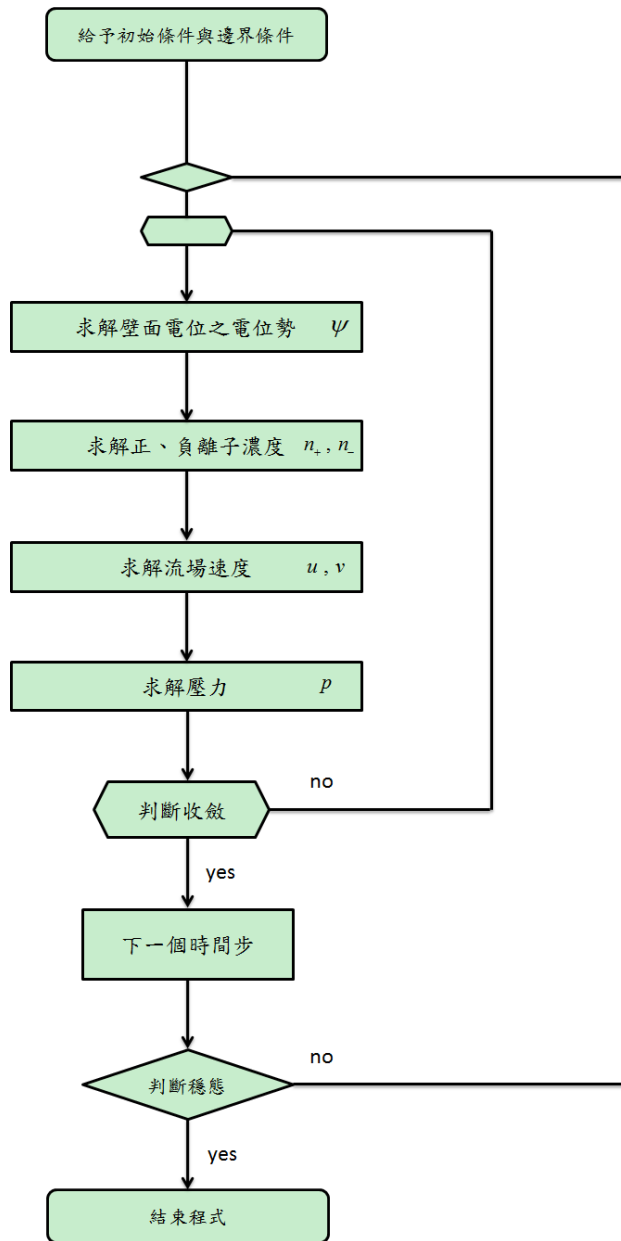 給予初始條件與邊界條件
求解壁面電位之電位勢 ψ
求解正、負離子濃度 n₊ , n₋
求解流場速度 u , v
求解壓力 p
判斷收斂
no
yes
下一個時間步
判斷穩態
no
yes
結束程式